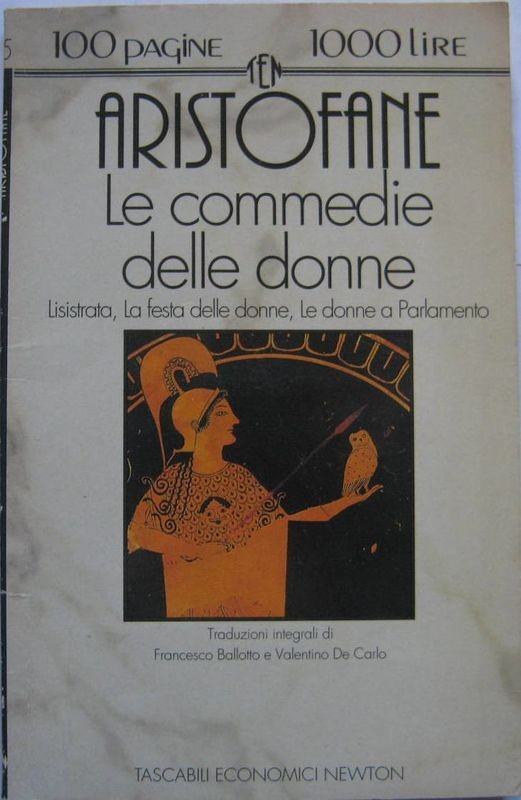 100 PAGINE 1000 LIRE
TEN
ARISTOFANE
Le commedie
delle donne
Lisistrata, La festa delle donne, Le donne a Parlamento
Traduzioni integrali di
Francesco Ballotto e Valentino De Carlo
TASCABILI ECONOMICI NEWTON